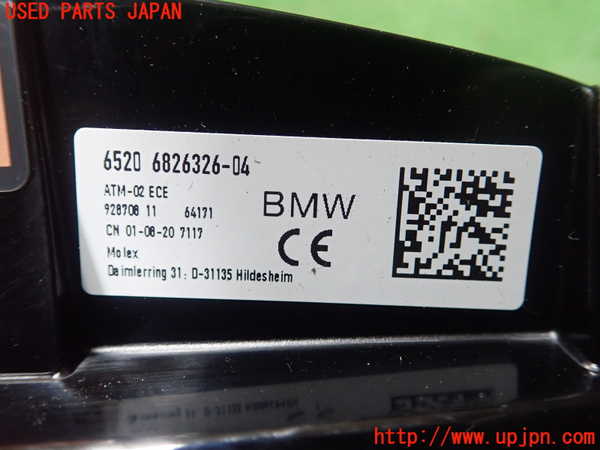 USED PARTS JAPAN
6520 6826326-04
ATM-02 ECE
928708 11 64171
BMW
CN 01-08-20 7117
CE
Molex
Daimlerring 31; D-31135 Hildesheim
http://www.upjpn.com/